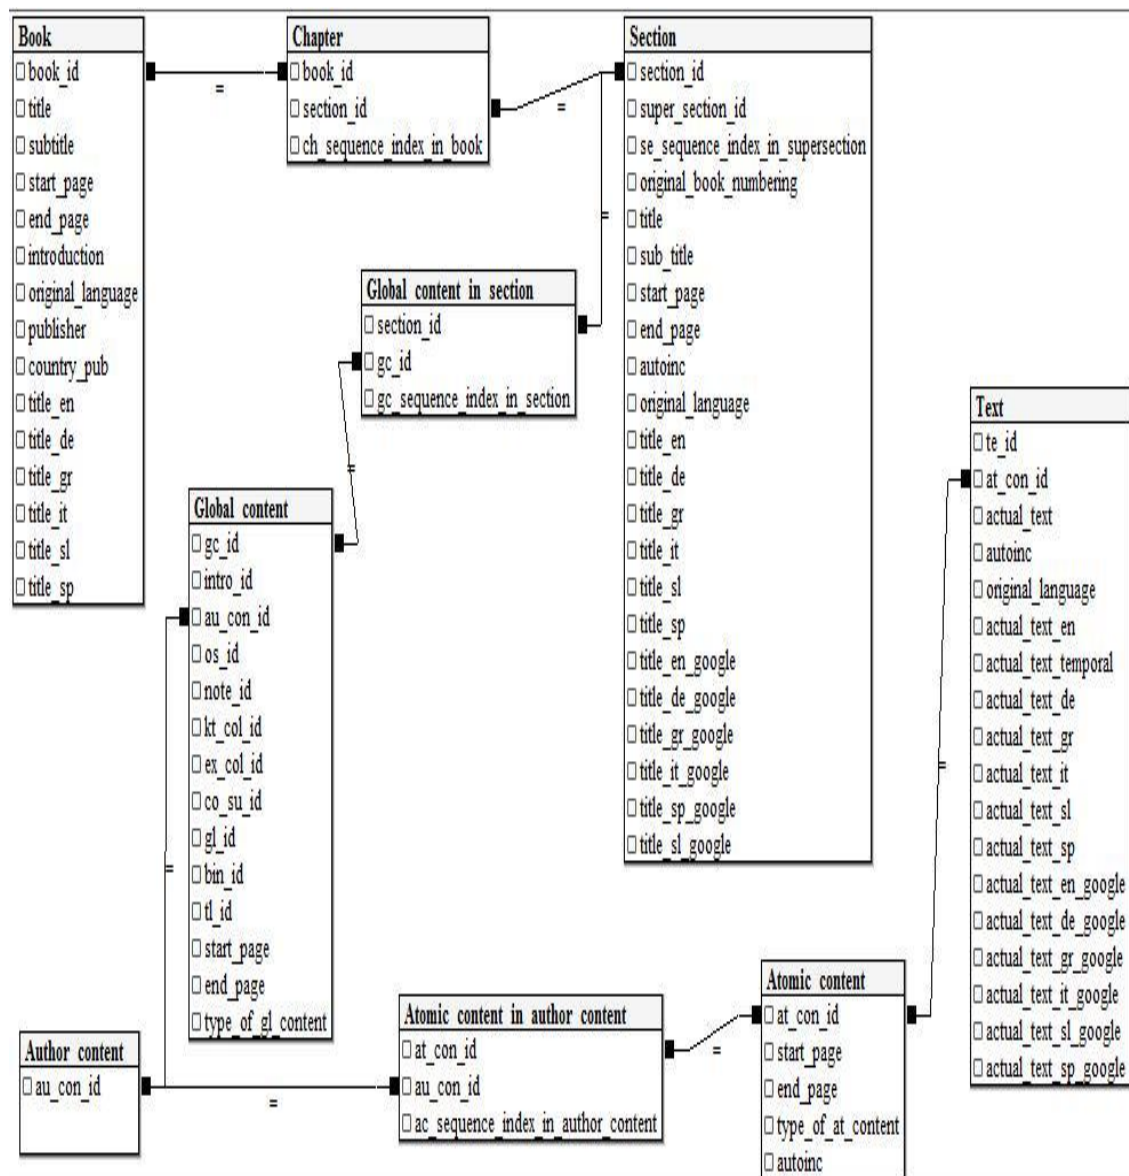 Book
book_id
title
subtitle
start_page
end_page
introduction
original_language
publisher
country_pub
title_en
title_de
title_gr
title_it
title_sl
title_sp
=
Chapter
book_id
section_id
ch_sequence_index_in_book
=
Section
section_id
super_section_id
se_sequence_index_in_supersection
original_book_numbering
title
sub_title
start_page
end_page
autoinc
original_language
title_en
title_de
title_gr
title_it
title_sl
title_sp
title_en_google
title_de_google
title_gr_google
title_it_google
title_sp_google
title_sl_google
=
Global content in section
section_id
gc_id
gc_sequence_index_in_section
=
Global content
gc_id
intro_id
au_con_id
os_id
note_id
kt_col_id
ex_col_id
co_su_id
gl_id
bin_id
tl_id
start_page
end_page
type_of_gl_content
=
Author content
au_con_id
=
Atomic content in author content
at_con_id
au_con_id
ac_sequence_index_in_author_content
=
Atomic content
at_con_id
start_page
end_page
type_of_at_content
autoinc
=
Text
te_id
at_con_id
actual_text
autoinc
original_language
actual_text_en
actual_text_temporal
actual_text_de
actual_text_gr
actual_text_it
actual_text_sl
actual_text_sp
actual_text_en_google
actual_text_de_google
actual_text_gr_google
actual_text_it_google
actual_text_sl_google
actual_text_sp_google